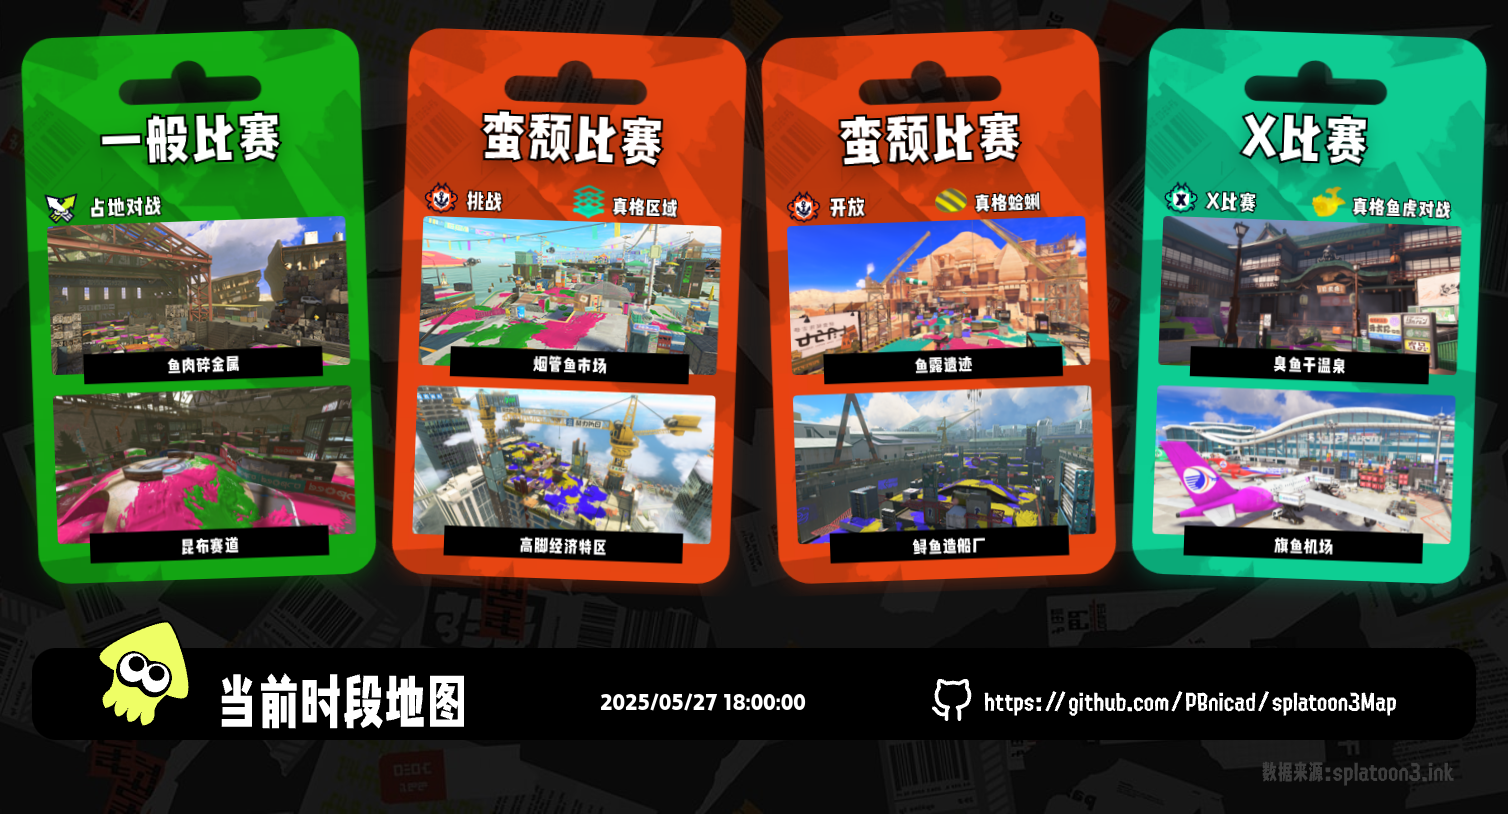 一般比赛
占地对战
鱼肉碎金属
昆布赛道
蛮颓比赛
挑战
真格区域
烟管鱼市场
高脚经济特区
蛮颓比赛
开放
真格蛤蜊
鱼露遗迹
鲟鱼造船厂
X比赛
X比赛
真格鱼虎对战
臭鱼干温泉
旗鱼机场
当前时段地图
2025/05/27 18:00:00
https://github.com/PBnicad/splatoon3Map
数据来源:splatoon3.ink